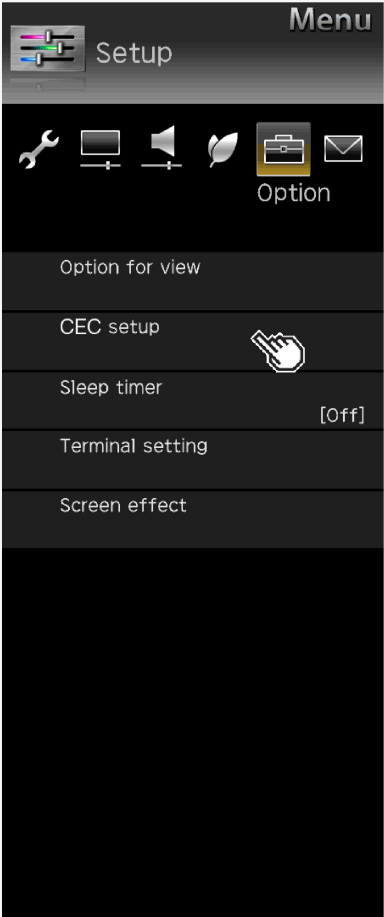 Menu
Setup
Option
Option for view
CEC setup
Sleep timer
[Off]
Terminal setting
Screen effect